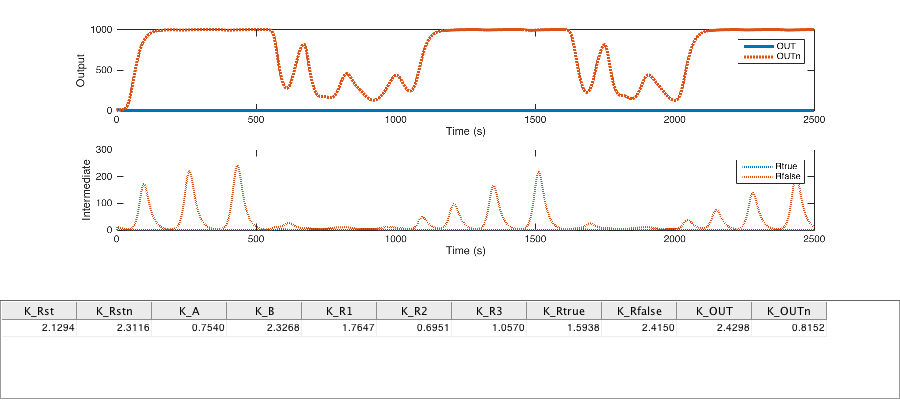 1000
500
0
Output
OUT
OUTn
0 500 1000 1500 2000 2500
Time (s)
300
200
100
0
Intermediate
Rtrue
Rfalse
0 500 1000 1500 2000 2500
Time (s)
K_Rst K_Rstn K_A K_B K_R1 K_R2 K_R3 K_Rtrue K_Rfalse K_OUT K_OUTn
2.1294 2.3116 0.7540 2.3268 1.7647 0.6951 1.0570 1.5938 2.4150 2.4298 0.8152